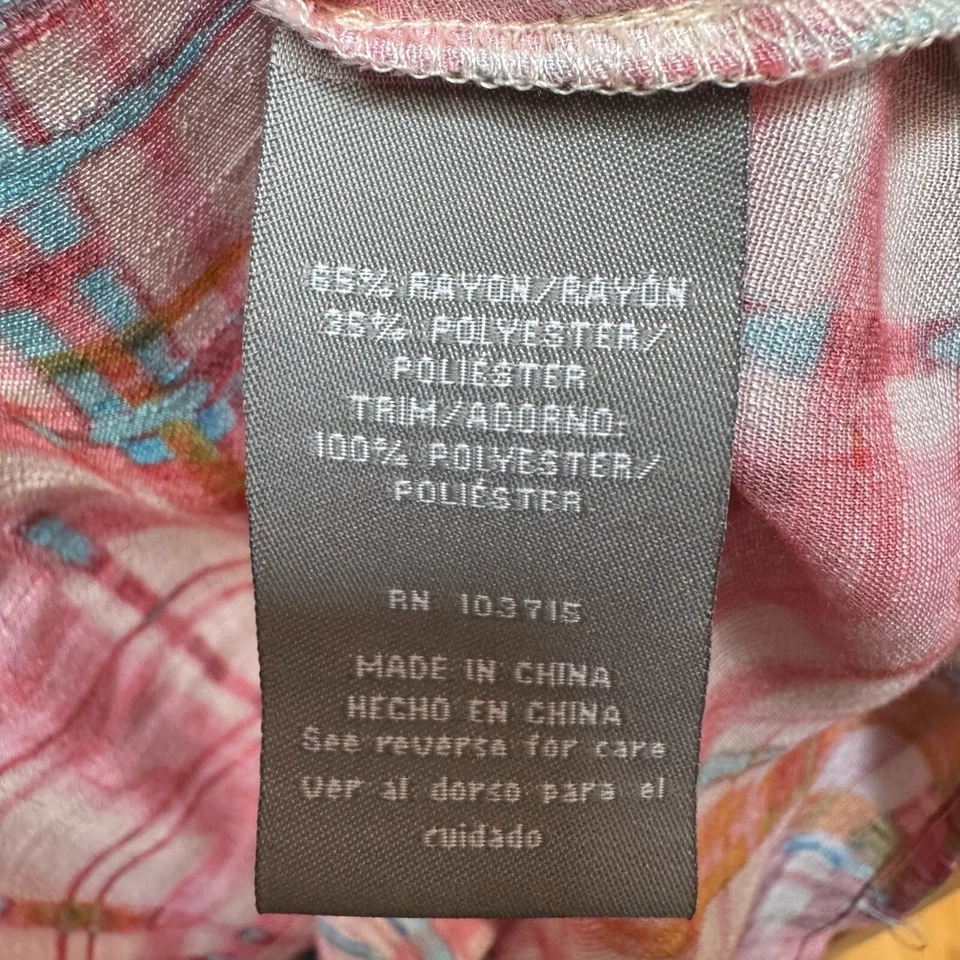 65% RAYON/RAYÓN
35% POLYESTER/
POLIÉSTER
TRIM/ADORNO:
100% POLYESTER/
POLIÉSTER
RN 103715
MADE IN CHINA
HECHO EN CHINA
See reverse for care
ver al dorso para el
cuidado